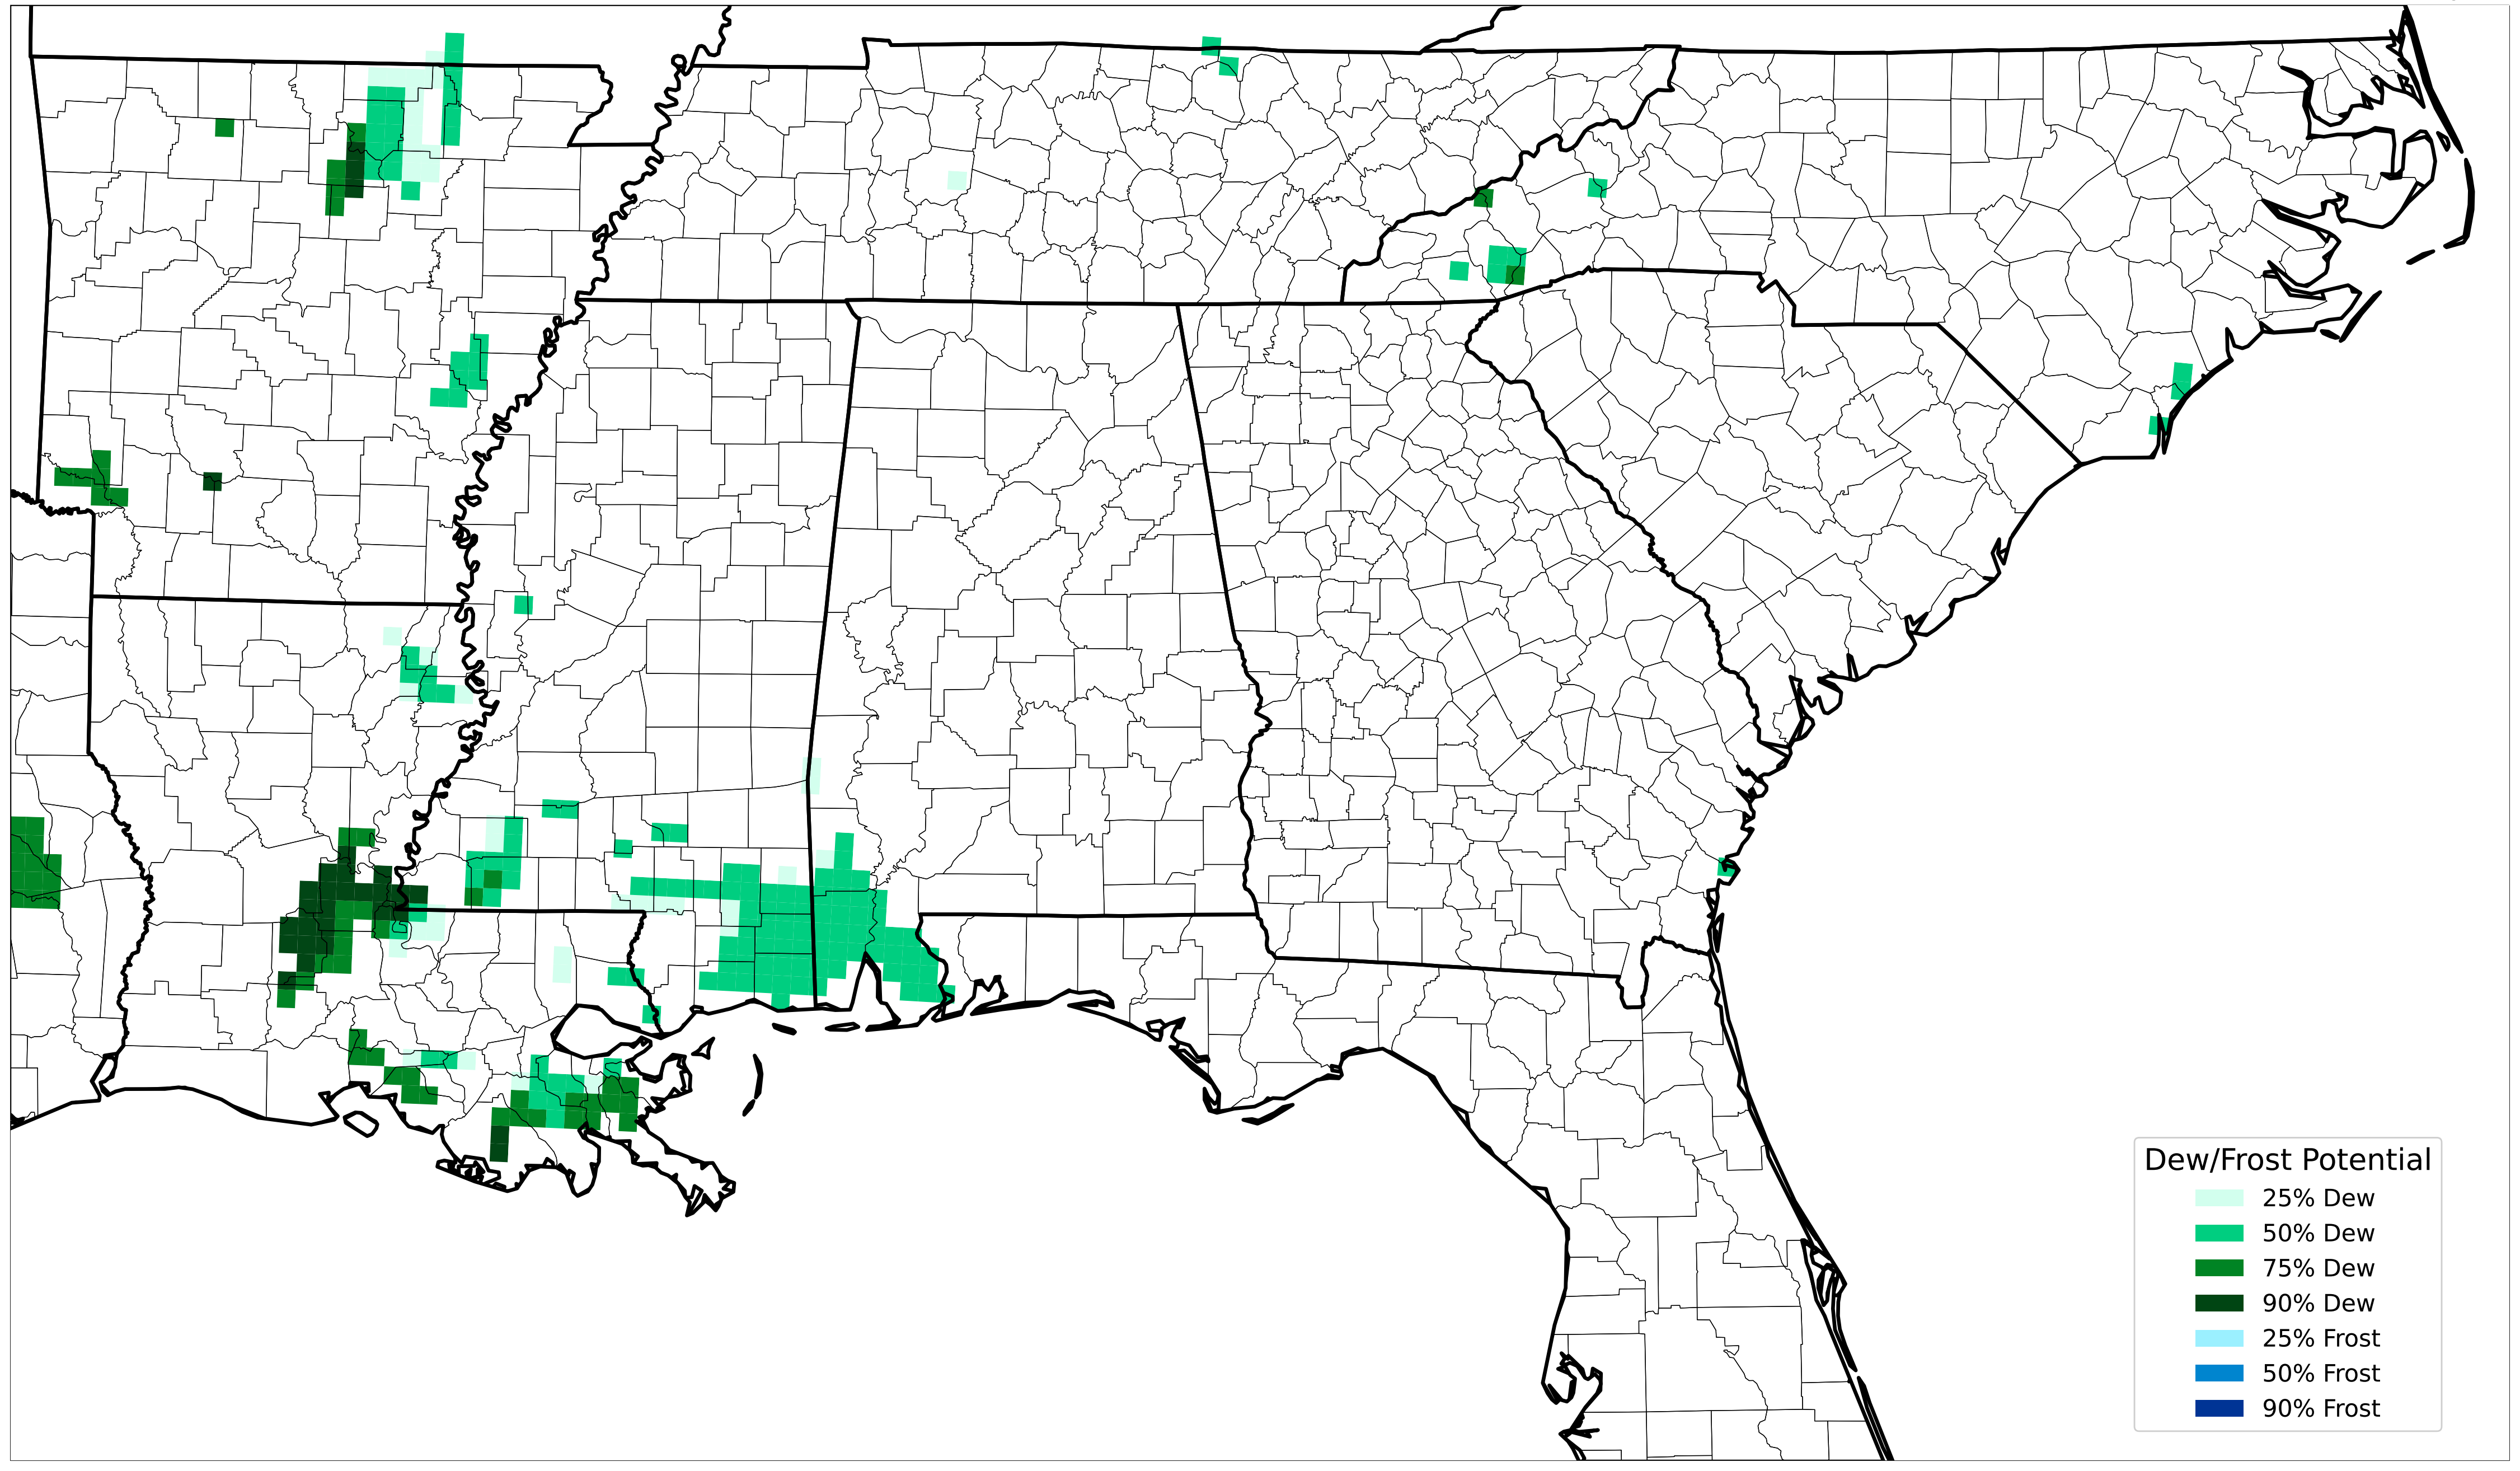 Dew/Frost Potential
25% Dew
50% Dew
75% Dew
90% Dew
25% Frost
50% Frost
90% Frost